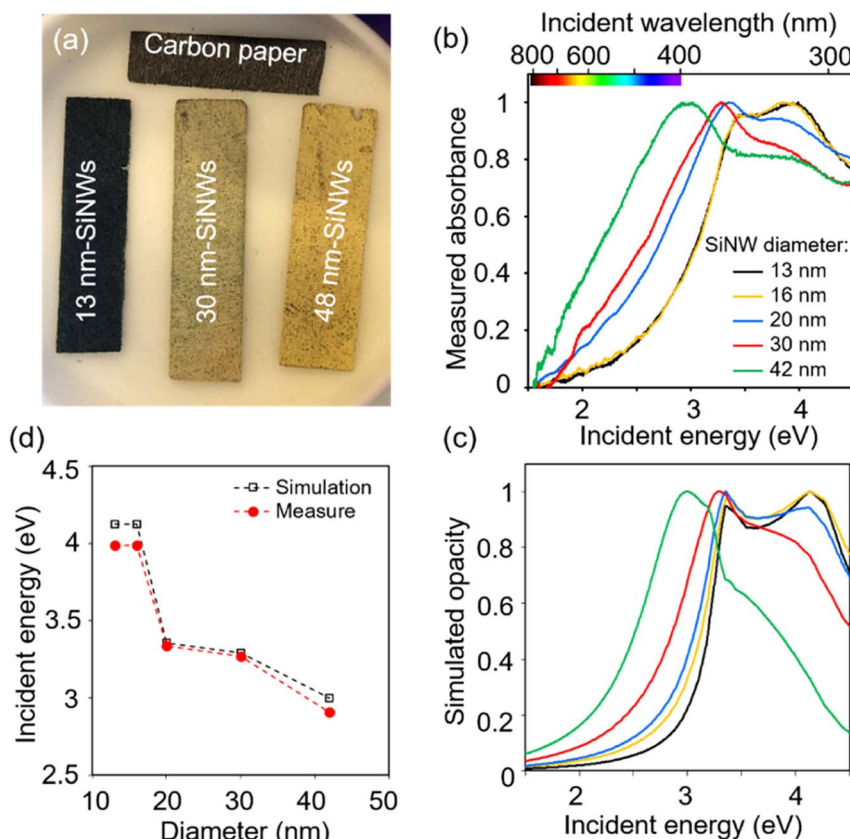 (a)
Carbon paper
13 nm-SiNWs
30 nm-SiNWs
48 nm-SiNWs
(b)
Incident wavelength (nm)
800 600 400 300
Measured absorbance
1
0.8
0.6
0.4
0.2
0
SiNW diameter:
13 nm
16 nm
20 nm
30 nm
42 nm
2 3 4
Incident energy (eV)
(d)
Incident energy (eV)
4.5
4
3.5
3
2.5
Simulation
Measure
10 20 30 40 50
Diameter (nm)
(c)
Simulated opacity
1
0.8
0.6
0.4
0.2
0
2 3 4
Incident energy (eV)